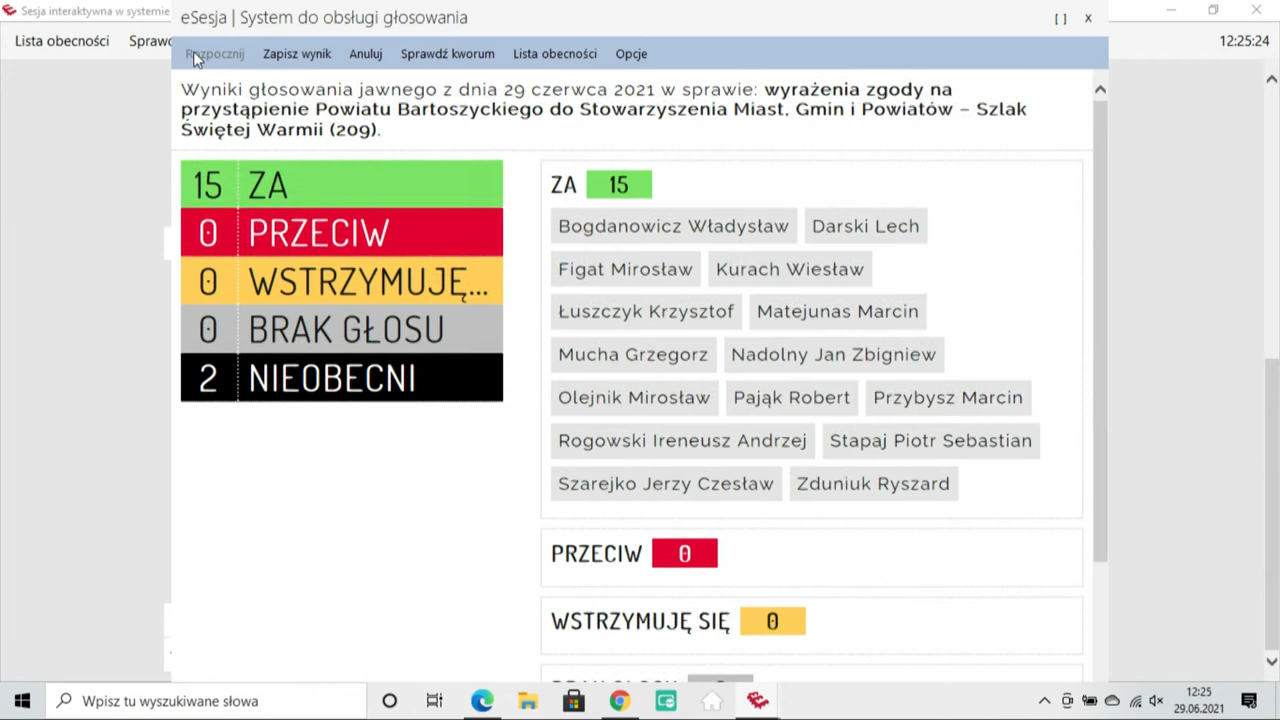 Sesja interaktywna w systemie
eSesja | System do obsługi głosowania
[ ] X
Lista obecności
12:25:24
Rozpocznij Zapisz wynik Anuluj Sprawdź kworum Lista obecności Opcje
Wyniki głosowania jawnego z dnia 29 czerwca 2021 w sprawie: wyrażenia zgody na
przystąpienie Powiatu Bartoszyckiego do Stowarzyszenia Miast, Gmin i Powiatów – Szlak
Świętej Warmii (209).
15 ZA
0 PRZECIW
0 WSTRZYMUJĘ...
0 BRAK GŁOSU
2 NIEOBECNI
ZA 15
Bogdanowicz Władysław Darski Lech
Figat Mirosław Kurach Wiesław
Łuszczyk Krzysztof Matejunas Marcin
Mucha Grzegorz Nadolny Jan Zbigniew
Olejnik Mirosław Pająk Robert Przybysz Marcin
Rogowski Ireneusz Andrzej Stapaj Piotr Sebastian
Szarejko Jerzy Czesław Zduniuk Ryszard
PRZECIW 0
WSTRZYMUJĘ SIĘ 0
Wpisz tu wyszukiwane słowa
12:25
29.06.2021